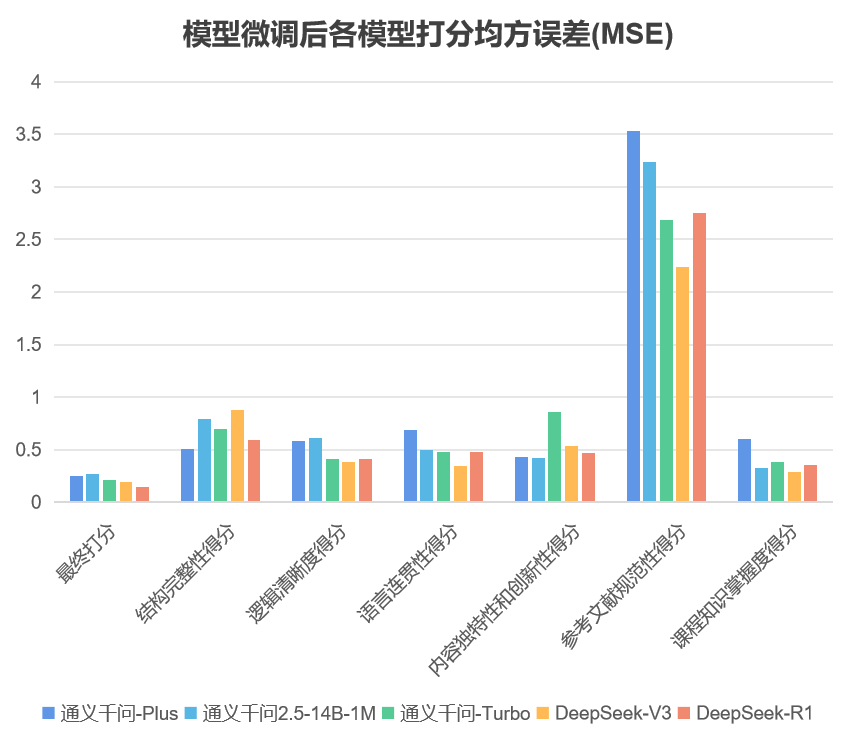 模型微调后各模型打分均方误差(MSE)
4
3.5
3
2.5
2
1.5
1
0.5
0
最终打分
结构完整性得分
逻辑清晰度得分
语言连贯性得分
内容独特性和创新性得分
参考文献规范性得分
课程知识掌握度得分
通义千问-Plus 通义千问2.5-14B-1M 通义千问-Turbo DeepSeek-V3 DeepSeek-R1